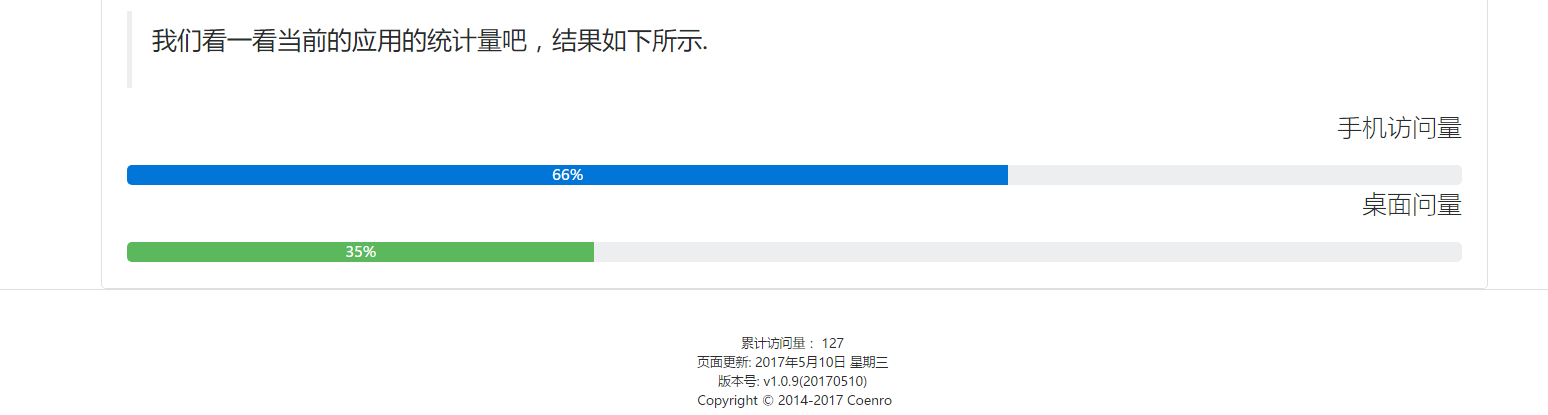 我们看一看当前的应用的统计量吧，结果如下所示.
手机访问量
66%
桌面问量
35%
累计访问量： 127
页面更新: 2017年5月10日 星期三
版本号: v1.0.9(20170510)
Copyright © 2014-2017 Coenro